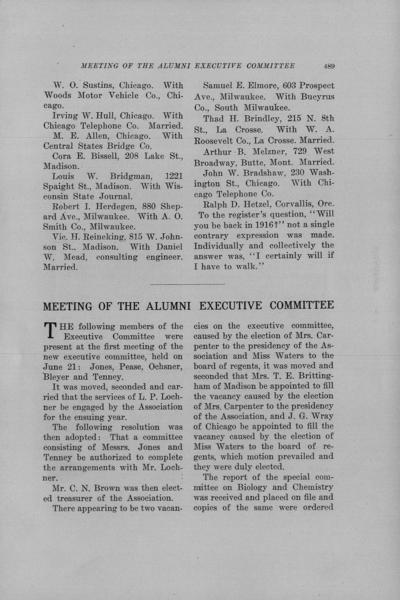 MEETING OF THE ALUMNI EXECUTIVE COMMITTEE 489
W. O. Sustins, Chicago. With
Woods Motor Vehicle Co., Chi-
cago.
Irving W. Hull, Chicago. With
Chicago Telephone Co. Married.
M. E. Allen, Chicago. With
Central States Bridge Co.
Cora E. Bissell, 208 Lake St.,
Madison.
Louis W. Bridgman, 1221
Spaight St., Madison. With Wis-
consin State Journal.
Robert I. Herdegen, 880 Shep-
ard Ave., Milwaukee. With A. O.
Smith Co., Milwaukee.
Vic. H. Reineking, 815 W. John-
son St., Madison. With Daniel
W. Mead, consulting engineer.
Married.
Samuel E. Elmore, 603 Prospect
Ave., Milwaukee. With Bucyrus
Co., South Milwaukee.
Thad H. Brindley, 215 N. 8th
St., La Crosse. With W. A.
Roosevelt Co., La Crosse. Married.
Arthur B. Melzner, 729 West
Broadway, Butte, Mont. Married.
John W. Bradshaw, 230 Wash-
ington St., Chicago. With Chi-
cago Telephone Co.
Ralph D. Hetzel, Corvallis, Ore.
To the register's question, "Will
you be back in 1916?" not a single
contrary expression was made.
Individually and collectively the
answer was, "I certainly will if
I have to walk."
MEETING OF THE ALUMNI EXECUTIVE COMMITTEE
THE following members of the
Executive Committee were
present at the first meeting of the
new executive committee, held on
June 21: Jones, Pease, Ochsner,
Bleyer and Tenney.
It was moved, seconded and car-
ried that the services of L. P. Loch-
ner be engaged by the Association
for the ensuing year.
The following resolution was
then adopted: That a committee
consisting of Messrs. Jones and
Tenney be authorized to complete
the arrangements with Mr. Loch-
ner.
Mr. C. N. Brown was then elect-
ed treasurer of the Association.
There appearing to be two vacan-
cies on the executive committee,
caused by the election of Mrs. Car-
penter to the presidency of the As-
sociation and Miss Waters to the
board of regents, it was moved and
seconded that Mrs. T. E. Britting-
ham of Madison be appointed to fill
the vacancy caused by the election
of Mrs. Carpenter to the presidency
of the Association, and J. G. Wray
of Chicago be appointed to fill the
vacancy caused by the election of
Miss Waters to the board of re-
gents, which motion prevailed and
they were duly elected.
The report of the special com-
mittee on Biology and Chemistry
was received and placed on file and
copies of the same were ordered